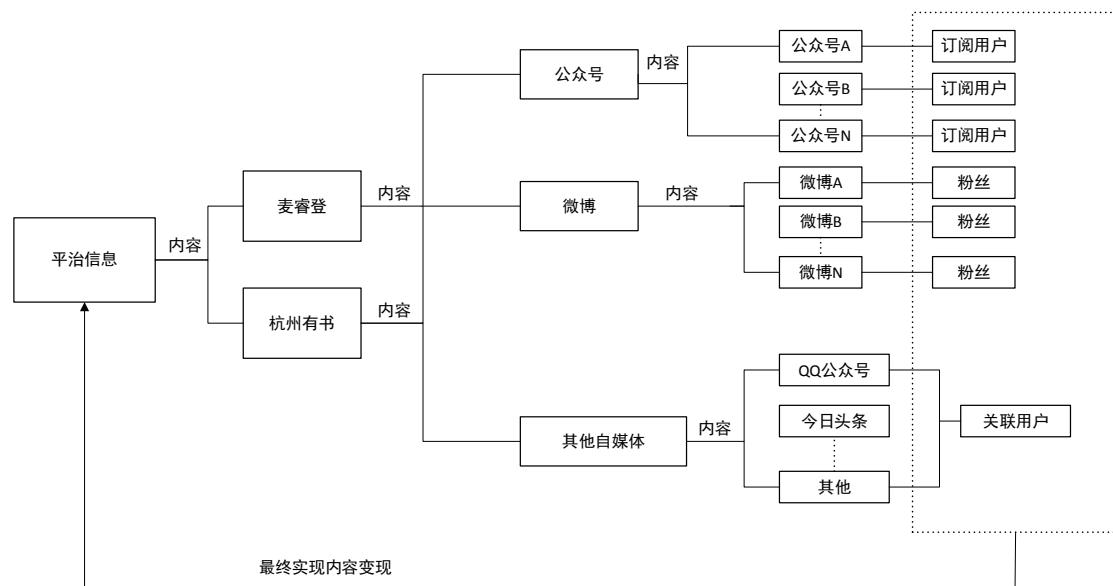 公众号A
订阅用户
公众号
内容
公众号B
订阅用户
公众号N
订阅用户
麦睿登
内容
微博
内容
微博A
粉丝
微博B
粉丝
平治信息
内容
微博N
粉丝
杭州有书
内容
QQ公众号
其他自媒体
内容
今日头条
关联用户
其他
最终实现内容变现